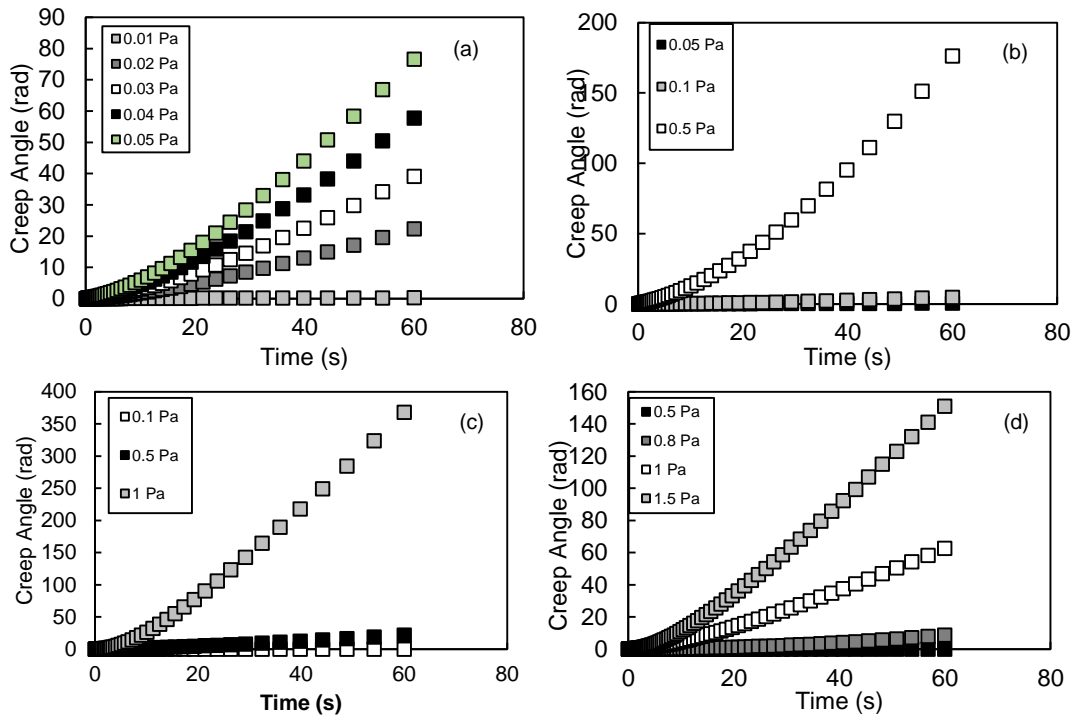 90
80
70
60
50
40
30
20
10
0
Creep Angle (rad)
0.01 Pa
0.02 Pa
0.03 Pa
0.04 Pa
0.05 Pa
(a)
0 20 40 60 80
Time (s)
200
150
100
50
0
Creep Angle (rad)
0.05 Pa
0.1 Pa
0.5 Pa
(b)
0 20 40 60 80
Time (s)
400
350
300
250
200
150
100
50
0
Creep Angle (rad)
0.1 Pa
0.5 Pa
1 Pa
(c)
0 20 40 60 80
Time (s)
160
140
120
100
80
60
40
20
0
Creep Angle (rad)
0.5 Pa
0.8 Pa
1 Pa
1.5 Pa
(d)
0 20 40 60 80
Time (s)